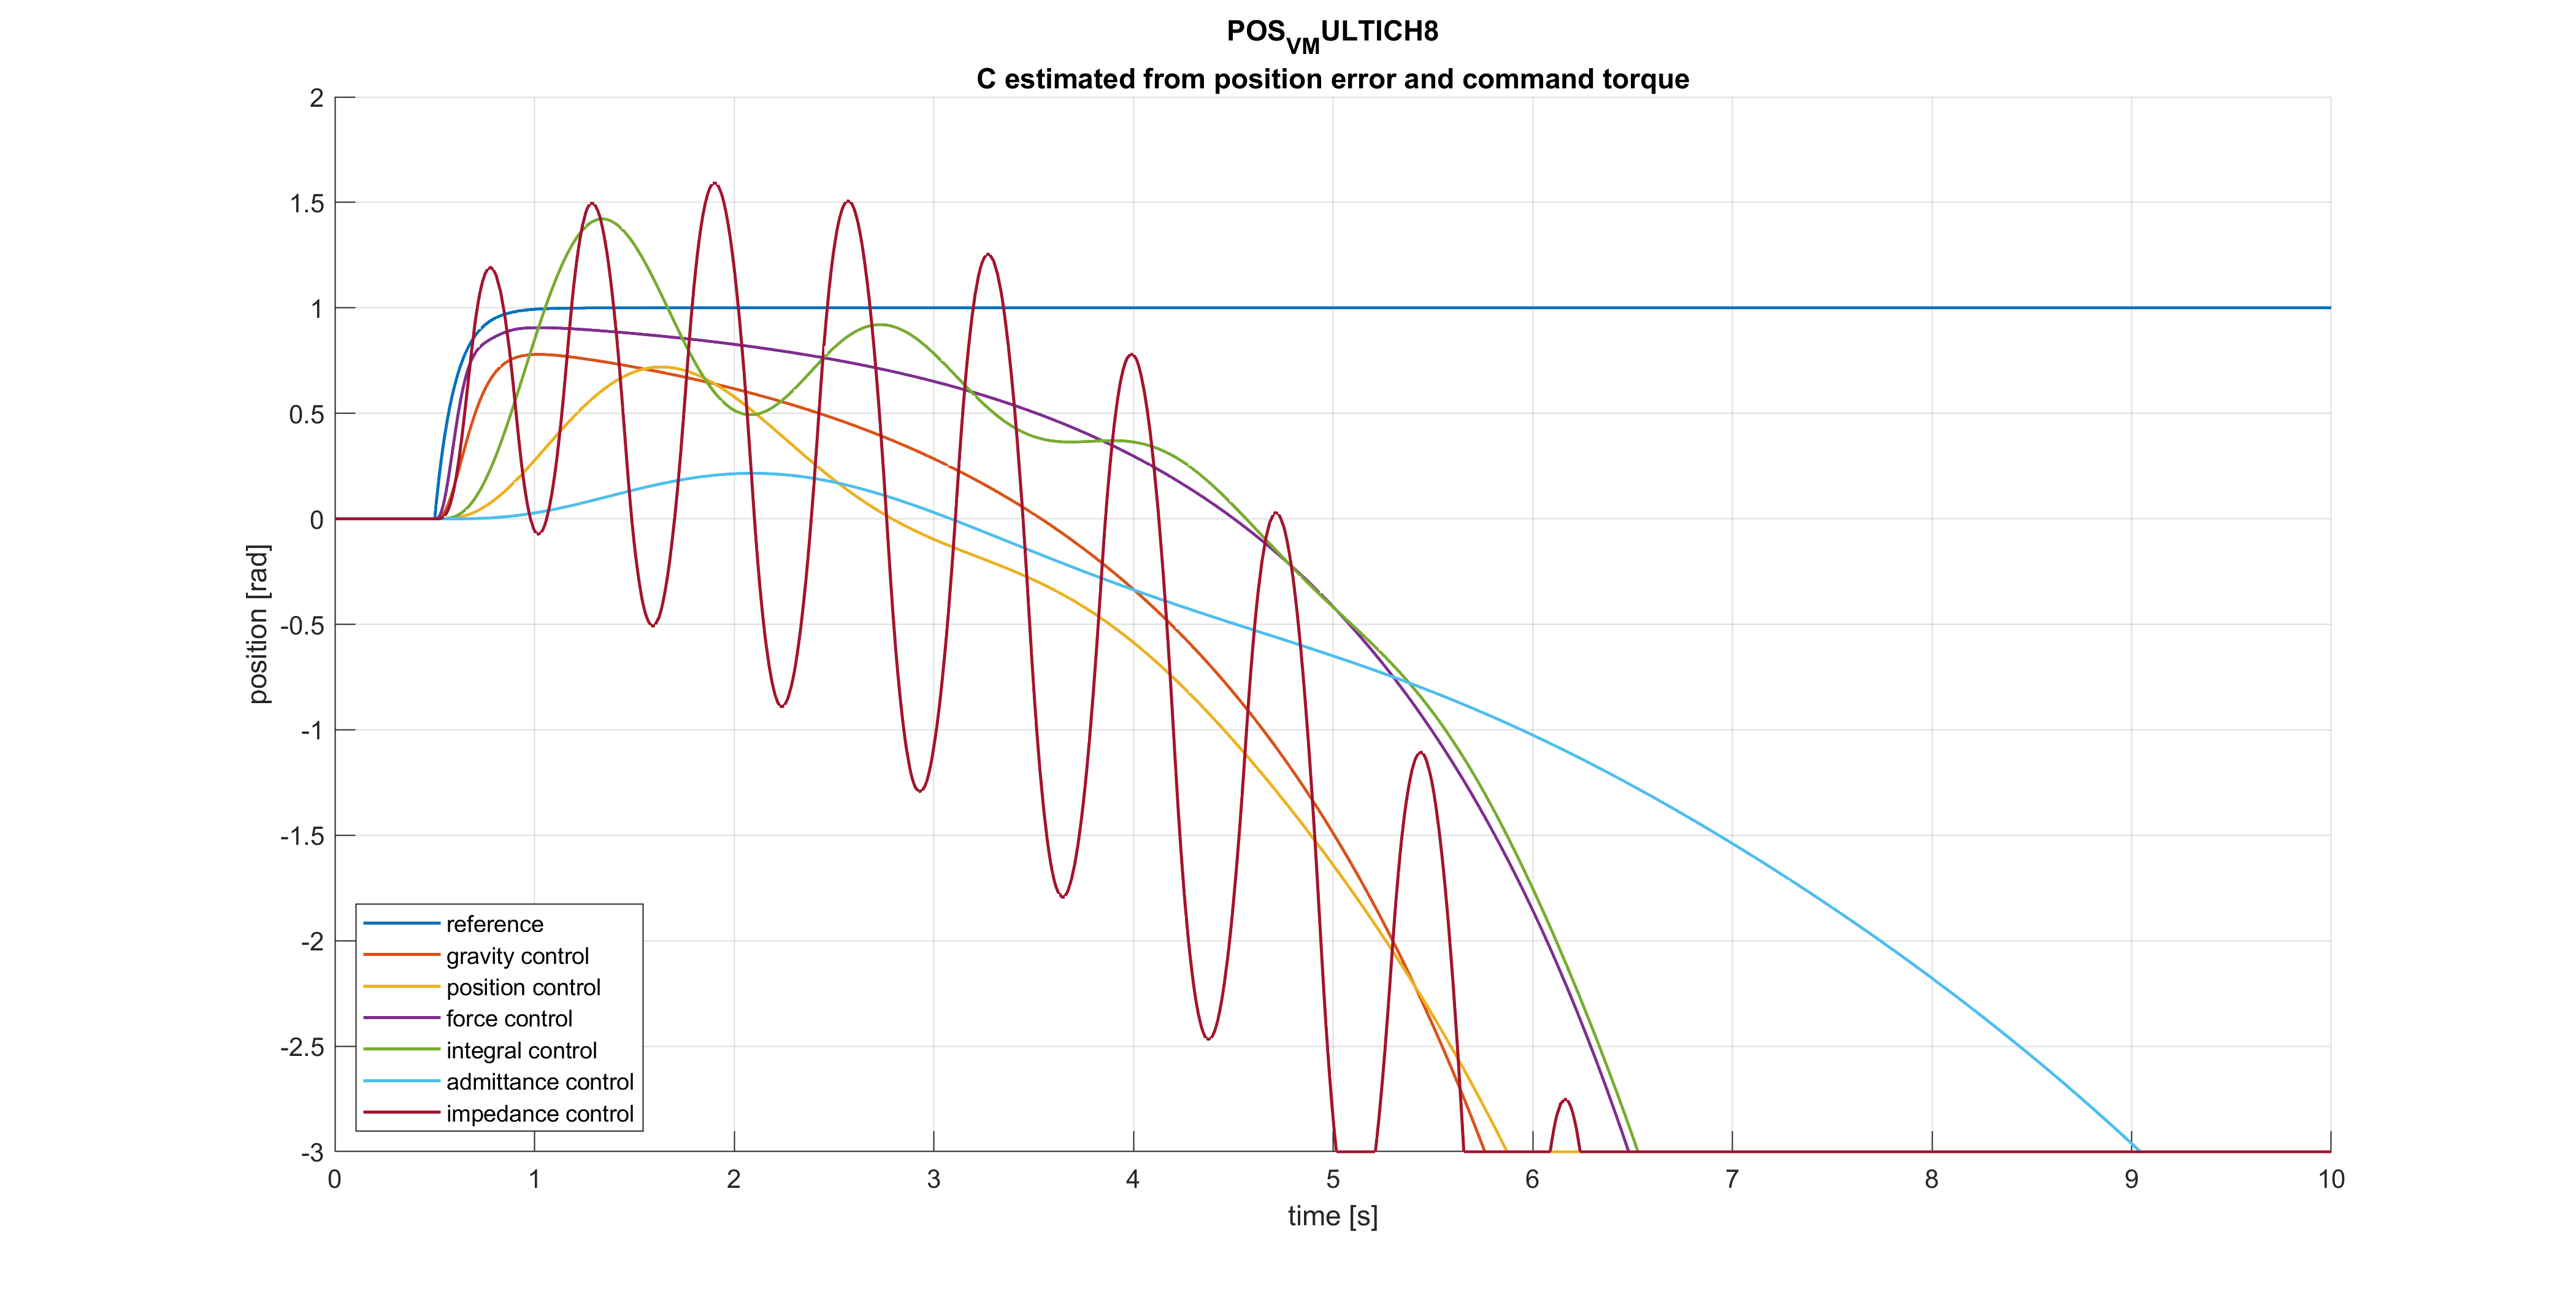 POSVMULTICH8
C estimated from position error and command torque
2
1.5
1
0.5
0
-0.5
-1
-1.5
-2
-2.5
-3
position [rad]
reference
gravity control
position control
force control
integral control
admittance control
impedance control
0 1 2 3 4 5 6 7 8 9 10
time [s]